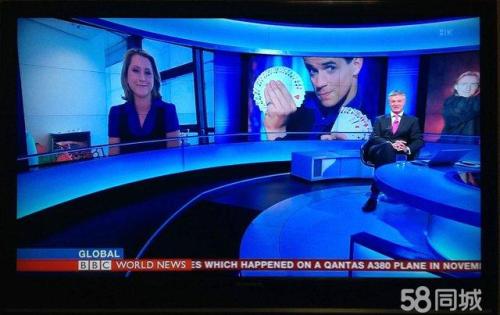 GLOBAL
BBC WORLD NEWS ES WHICH HAPPENED ON A QANTAS A380 PLANE IN NOVEM
58同城